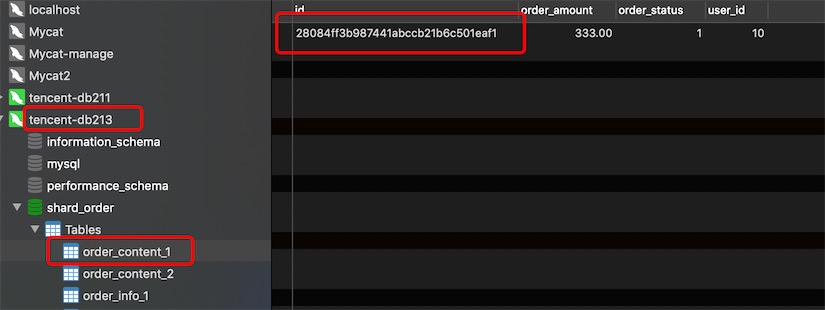 localhost
Mycat
Mycat-manage
Mycat2
tencent-db211
tencent-db213
information_schema
mysql
performance_schema
shard_order
Tables
order_content_1
order_content_2
order_info_1
id order_amount order_status user_id
28084ff3b987441abccb21b6c501eaf1 333.00 1 10